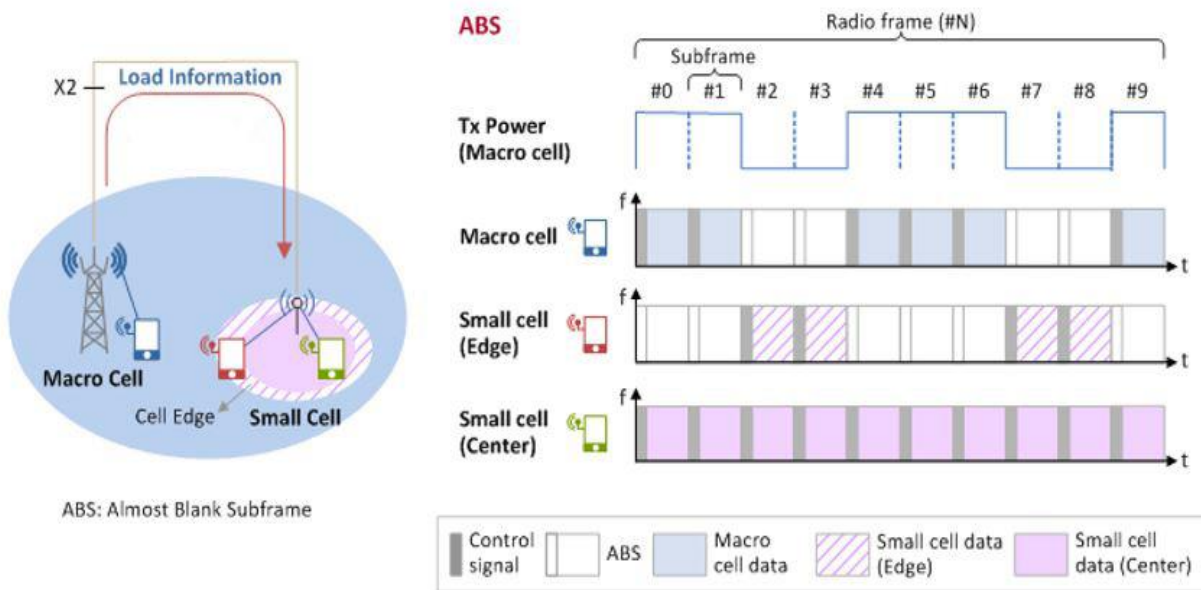 X2
Load Information
Macro Cell
Cell Edge
Small Cell
ABS: Almost Blank Subframe
ABS
Radio frame (#N)
Subframe
#0 #1 #2 #3 #4 #5 #6 #7 #8 #9
Tx Power
(Macro cell)
f
Macro cell
t
f
Small cell
(Edge)
t
f
Small cell
(Center)
t
Control
signal
ABS
Macro
cell data
Small cell data
(Edge)
Small cell
data (Center)